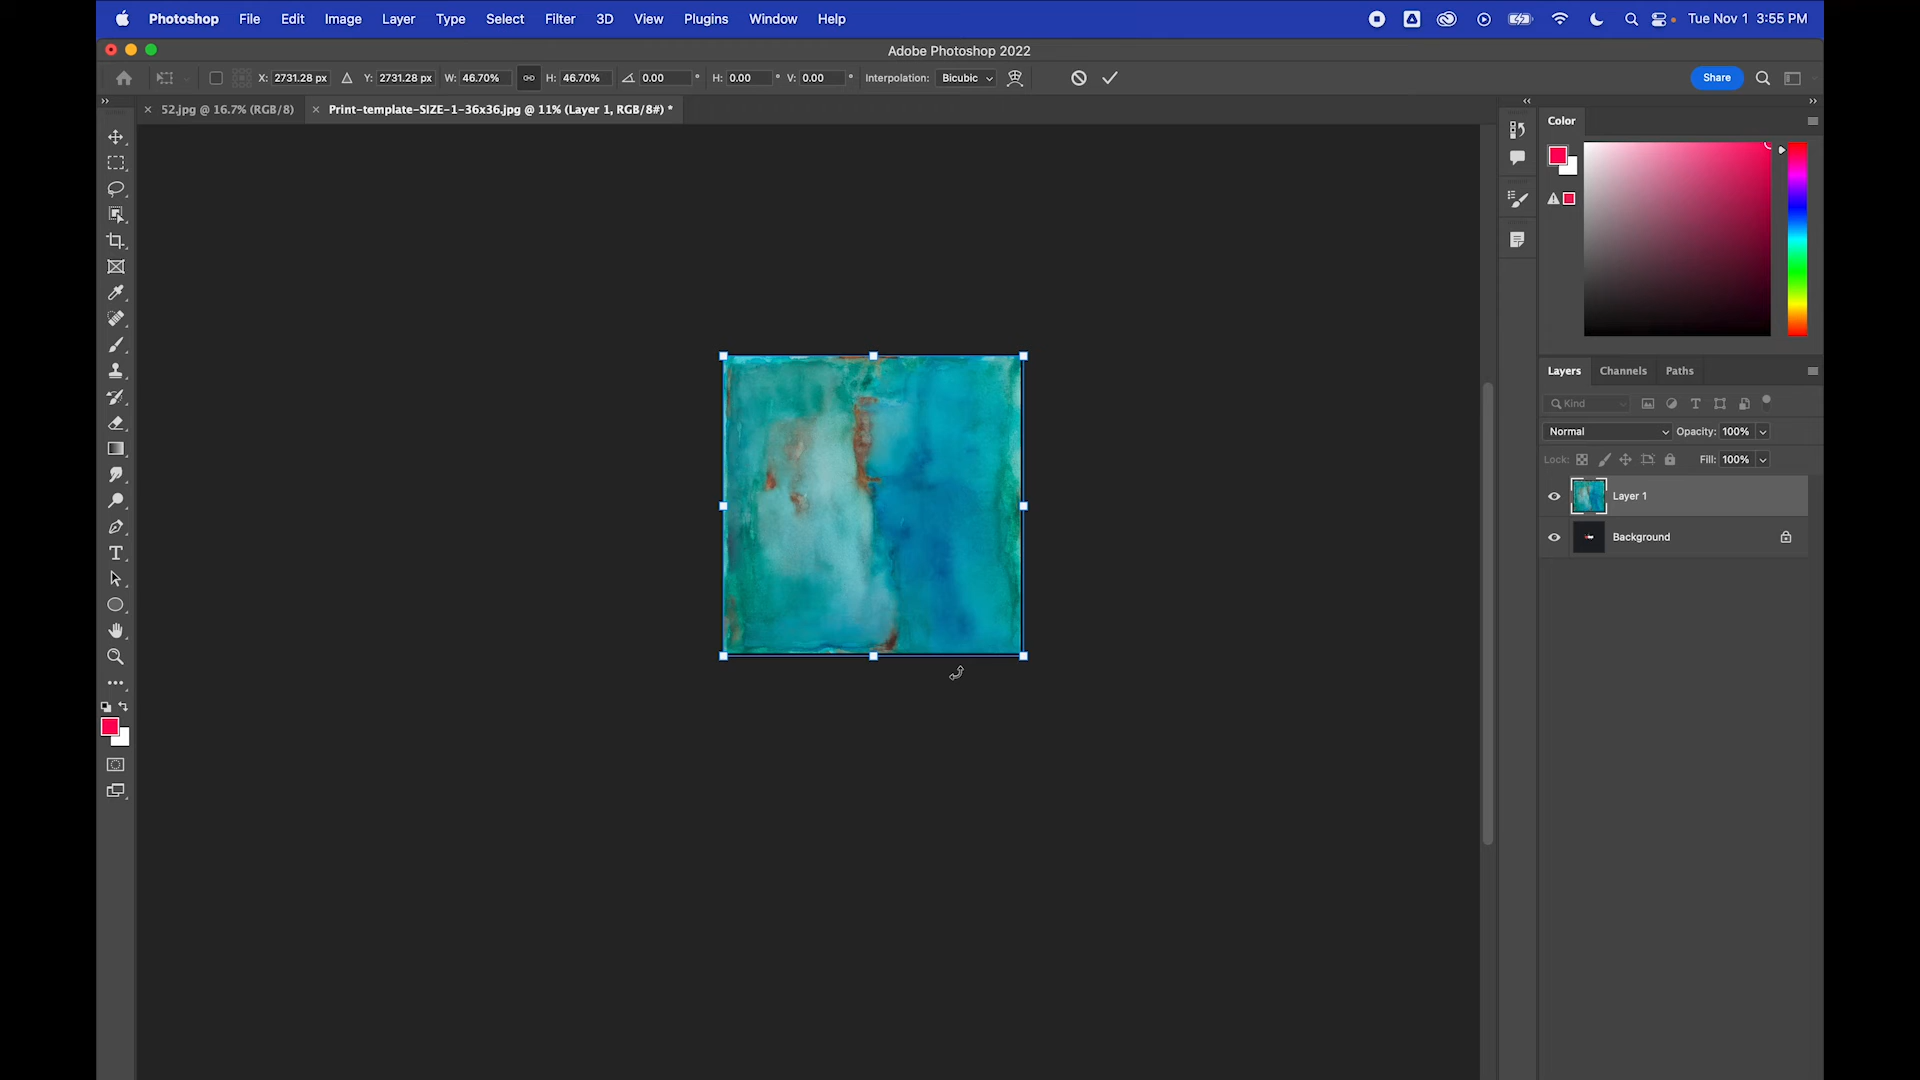 Photoshop File Edit Image Layer Type Select Filter 3D View Plugins Window Help Tue Nov 1 3:55 PM
Adobe Photoshop 2022
X: 2731.28 px Y: 2731.28 px W: 46.70% H: 46.70% 0.00 ° H: 0.00 ° V: 0.00 ° Interpolation: Bicubic Share
52.jpg @ 16.7% (RGB/8) Print-template-SIZE-1-36x36.jpg @ 11% (Layer 1, RGB/8#) *
Color
Layers Channels Paths
Kind
Normal Opacity: 100%
Lock: Fill: 100%
Layer 1
Background